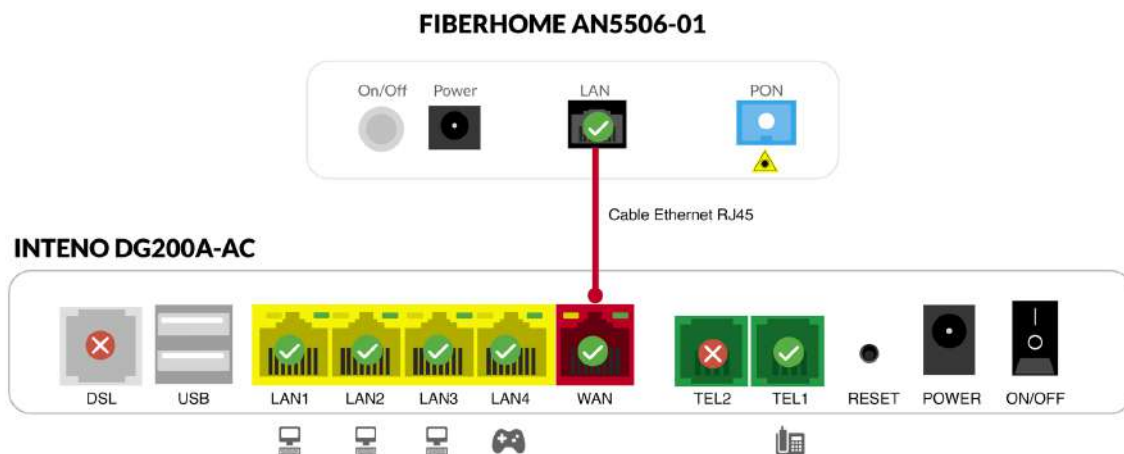 FIBERHOME AN5506-01
On/Off Power LAN PON
Cable Ethernet RJ45
INTENO DG200A-AC
DSL USB LAN1 LAN2 LAN3 LAN4 WAN TEL2 TEL1 RESET POWER ON/OFF